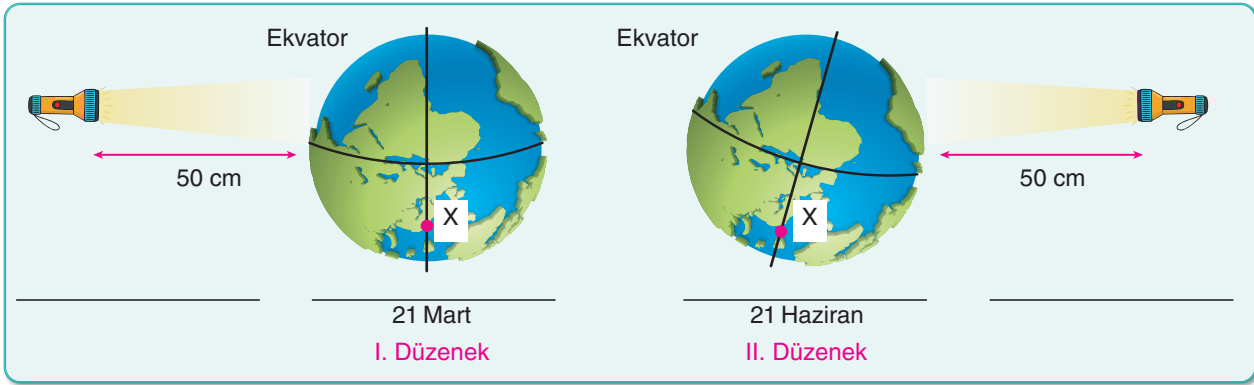 Ekvator
Ekvator
50 cm
50 cm
X
X
21 Mart
21 Haziran
I. Düzenek
II. Düzenek